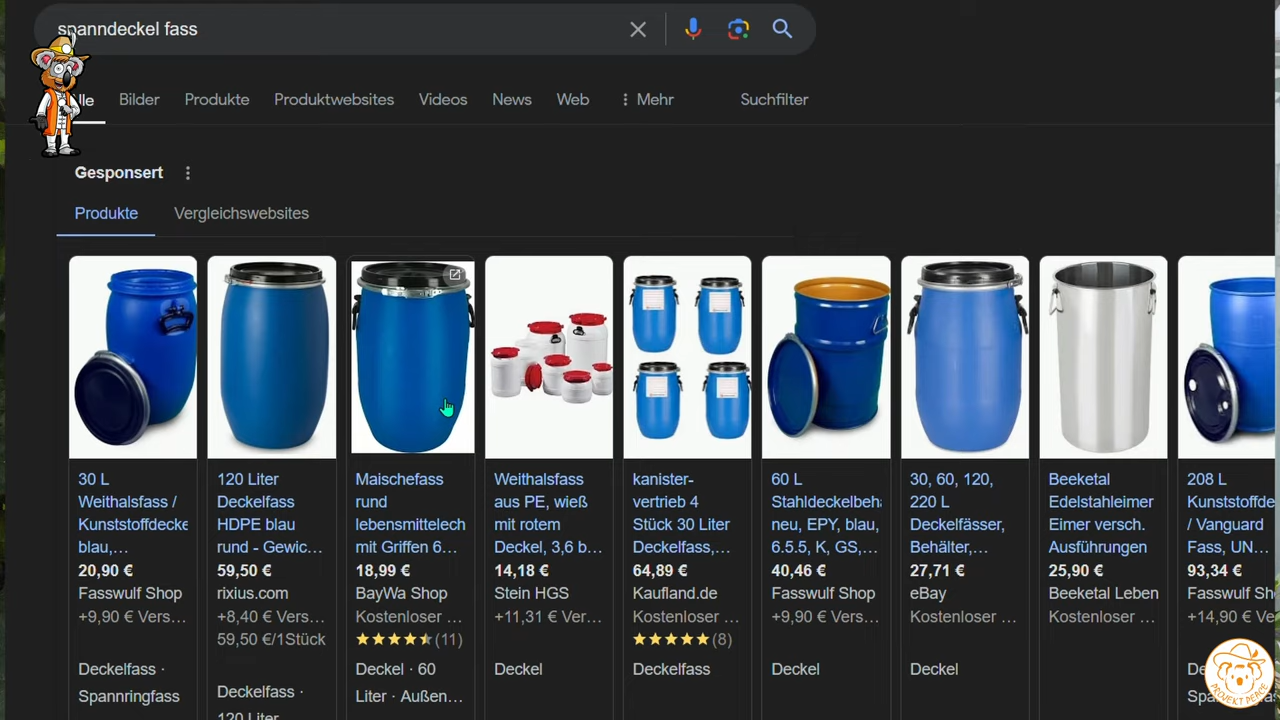 spanndeckel fass
lle Bilder Produkte Produktwebsites Videos News Web Mehr Suchfilter
Gesponsert
Produkte Vergleichswebsites
30 L
Weithalsfass /
Kunststoffdecke
blau,...
20,90 €
Fasswulf Shop
+9,90 € Vers...
Deckelfass ·
Spannringfass
120 Liter
Deckelfass
HDPE blau
rund - Gewic...
59,50 €
rixius.com
+8,40 € Vers...
59,50 €/1Stück
Deckelfass ·
120 Liter
Maischefass
rund
lebensmittelech
mit Griffen 6...
18,99 €
BayWa Shop
Kostenloser ...
(11)
Deckel · 60
Liter · Außen...
Weithalsfass
aus PE, wieß
mit rotem
Deckel, 3,6 b...
14,18 €
Stein HGS
+11,31 € Ver...
Deckel
kanister-
vertrieb 4
Stück 30 Liter
Deckelfass,...
64,89 €
Kaufland.de
Kostenloser ...
(8)
Deckelfass
60 L
Stahldeckelbeha
neu, EPY, blau,
6.5.5, K, GS,...
40,46 €
Fasswulf Shop
+9,90 € Vers...
Deckel
30, 60, 120,
220 L
Deckelfässer,
Behälter,...
27,71 €
eBay
Kostenloser ...
Deckel
Beeketal
Edelstahleimer
Eimer versch.
Ausführungen
25,90 €
Beeketal Leben
Kostenloser ...
208 L
Kunststoffde
/ Vanguard
Fass, UN...
93,34 €
Fasswulf Sh
+14,90 € Ve
De
Spa
PROJEKT PEPPE